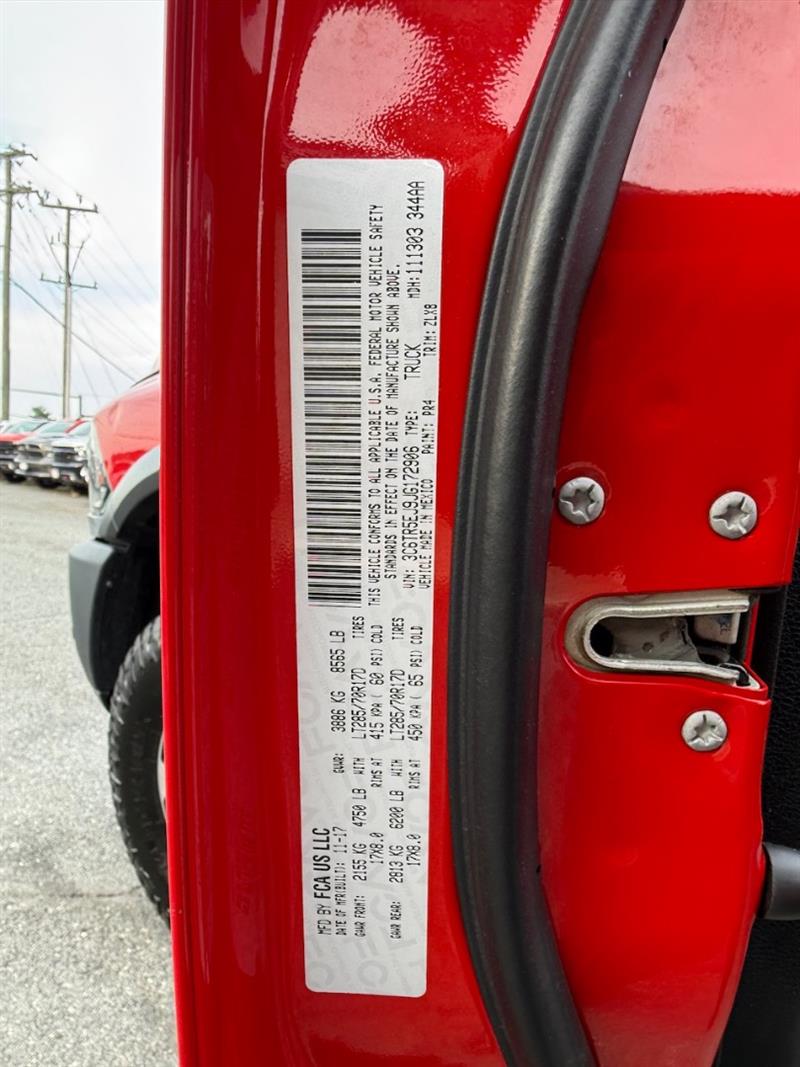 MFD BY FCA US LLC
DATE OF MFR(BUILT): 11-17 GVWR: 3886 KG 8565 LB
GAWR FRONT: 2155 KG 4750 LB WITH LT285/70R17D TIRES
17X8.0 RIMS AT 415 KPA ( 60 PSI) COLD
GAWR REAR: 2813 KG 6200 LB WITH LT285/70R17D TIRES
17X8.0 RIMS AT 450 KPA ( 65 PSI) COLD
THIS VEHICLE CONFORMS TO ALL APPLICABLE U.S.A. FEDERAL MOTOR VEHICLE SAFETY
STANDARDS IN EFFECT ON THE DATE OF MANUFACTURE SHOWN ABOVE.
VIN: 3C6TR5EJ9JG172906 TYPE: TRUCK MDH:111303 344AA
VEHICLE MADE IN MEXICO PAINT: PR4 TRIM: ZLX8